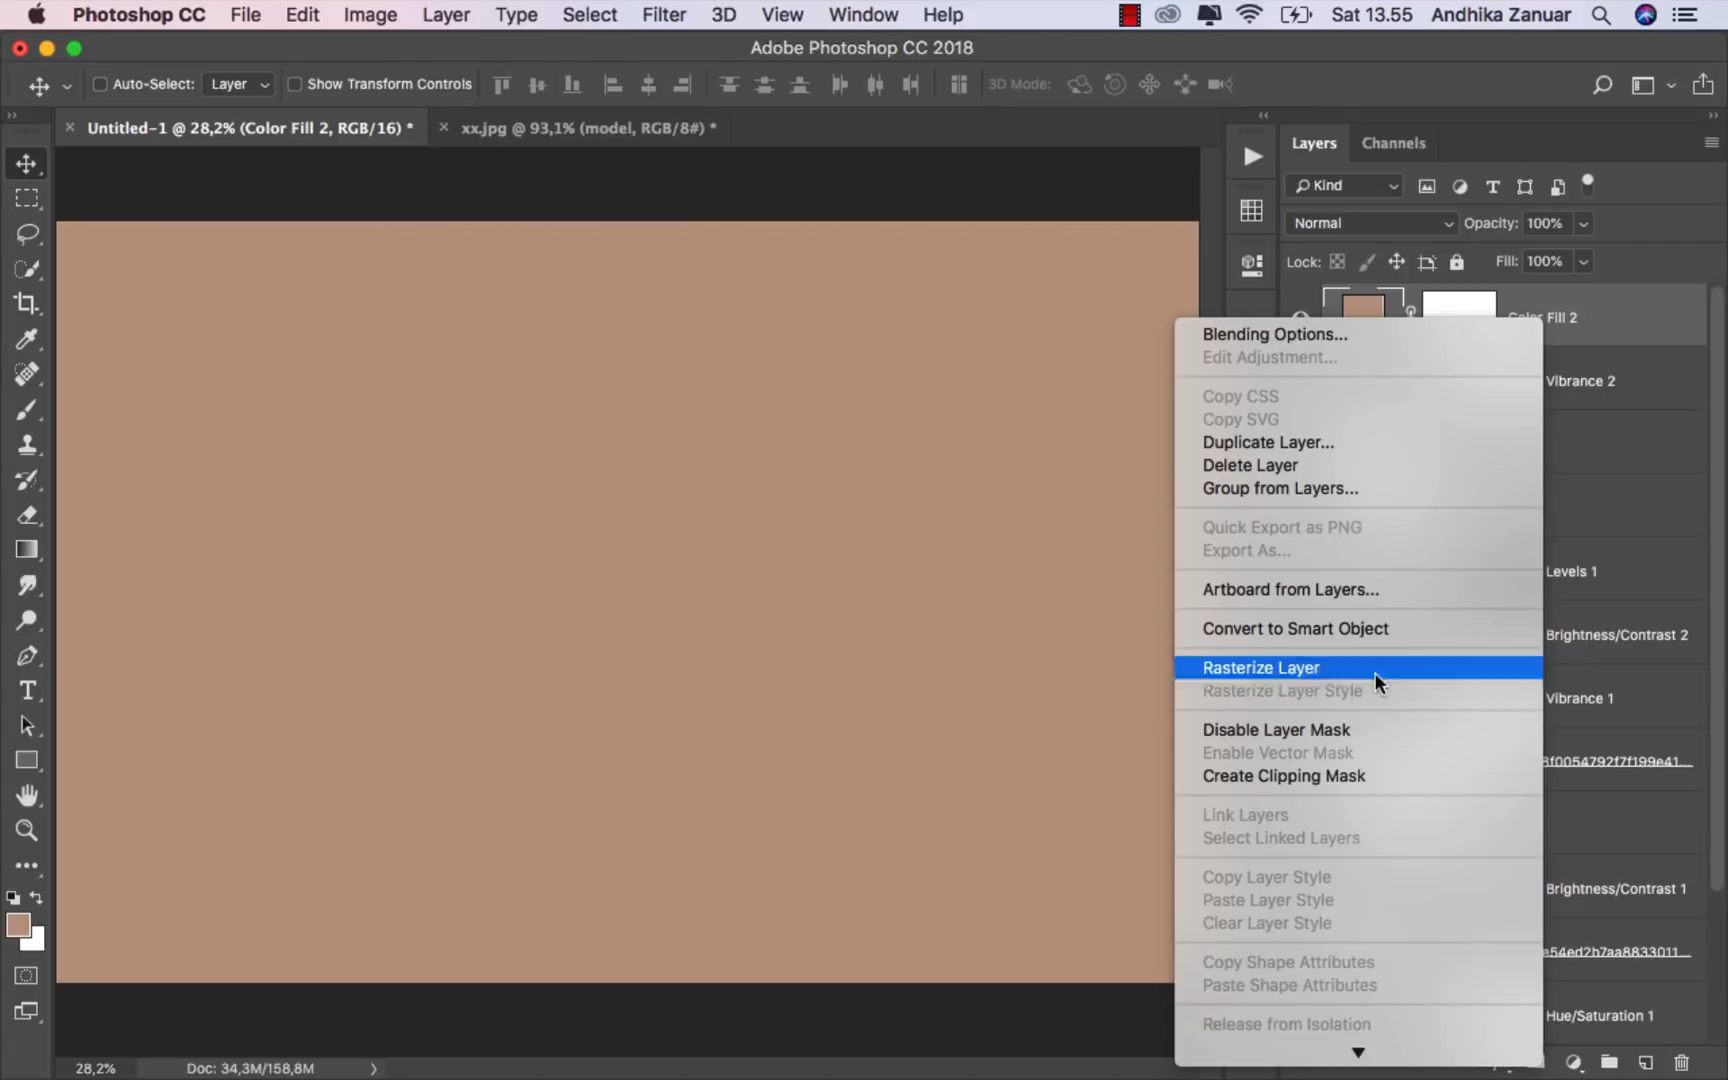 Photoshop CC File Edit Image Layer Type Select Filter 3D View Window Help Sat 13.55 Andhika Zanuar
Adobe Photoshop CC 2018
Auto-Select: Layer Show Transform Controls 3D Mode:
Untitled-1 @ 28,2% (Color Fill 2, RGB/16) * xx.jpg @ 93,1% (model, RGB/8#) *
Layers Channels
Kind
Normal Opacity: 100%
Lock: Fill: 100%
Color Fill 2
Blending Options...
Edit Adjustment...
Vibrance 2
Copy CSS
Copy SVG
Duplicate Layer...
Delete Layer
Group from Layers...
Quick Export as PNG
Export As...
Levels 1
Artboard from Layers...
Convert to Smart Object
Brightness/Contrast 2
Rasterize Layer
Rasterize Layer Style
Vibrance 1
Disable Layer Mask
Enable Vector Mask
8f0054792f7f199e41...
Create Clipping Mask
Link Layers
Select Linked Layers
Copy Layer Style
Brightness/Contrast 1
Paste Layer Style
Clear Layer Style
a54ed2b7aa8833011...
Copy Shape Attributes
Paste Shape Attributes
Hue/Saturation 1
Release from Isolation
28,2% Doc: 34,3M/158,8M